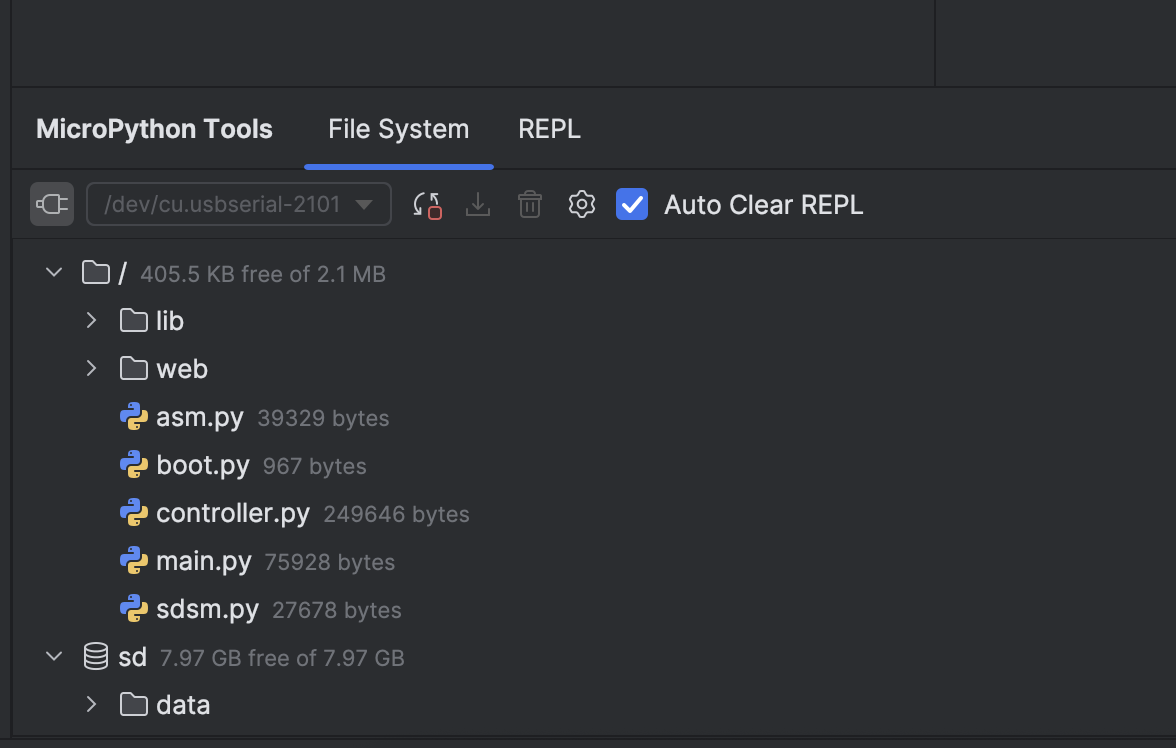 MicroPython Tools File System REPL
/dev/cu.usbserial-2101 Auto Clear REPL
/ 405.5 KB free of 2.1 MB
lib
web
asm.py 39329 bytes
boot.py 967 bytes
controller.py 249646 bytes
main.py 75928 bytes
sdsm.py 27678 bytes
sd 7.97 GB free of 7.97 GB
data